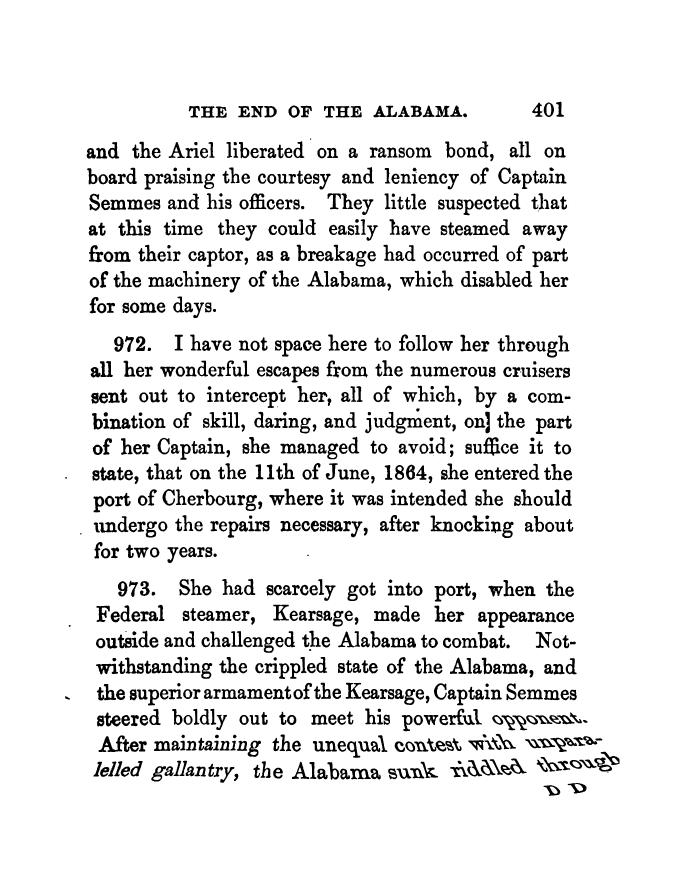 THE END OF THE ALABAMA. 401
and the Ariel liberated on a ransom bond, all on
board praising the courtesy and leniency of Captain
Semmes and his officers. They little suspected that
at this time they could easily have steamed away
from their captor, as a breakage had occurred of part
of the machinery of the Alabama, which disabled her
for some days.
972. I have not space here to follow her through
all her wonderful escapes from the numerous cruisers
sent out to intercept her, all of which, by a com-
bination of skill, daring, and judgment, on] the part
of her Captain, she managed to avoid; suffice it to
state, that on the 11th of June, 1864, she entered the
port of Cherbourg, where it was intended she should
undergo the repairs necessary, after knocking about
for two years.
973. She had scarcely got into port, when the
Federal steamer, Kearsage, made her appearance
outside and challenged the Alabama to combat. Not-
withstanding the crippled state of the Alabama, and
the superior armament of the Kearsage, Captain Semmes
steered boldly out to meet his powerful opponent.
After maintaining the unequal contest with unpara-
lelled gallantry, the Alabama sunk riddled through
D D